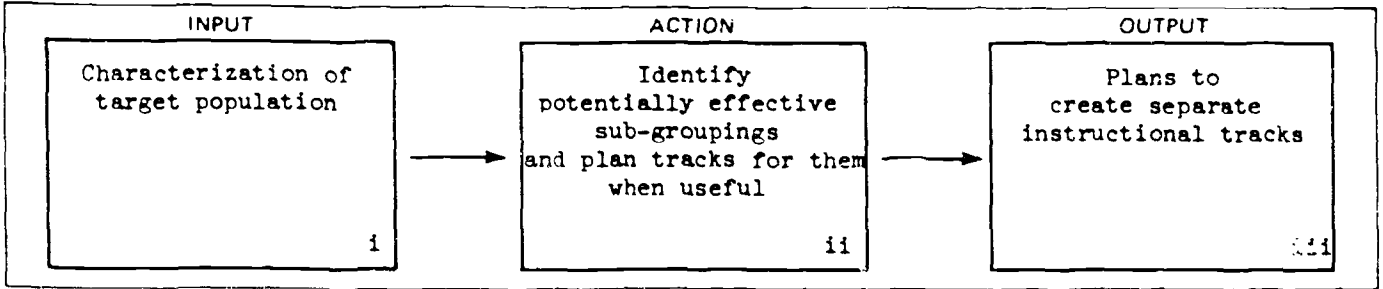 INPUT
ACTION
OUTPUT
Characterization of
target population
i
Identify
potentially effective
sub-groupings
and plan tracks for them
when useful
ii
Plans to
create separate
instructional tracks